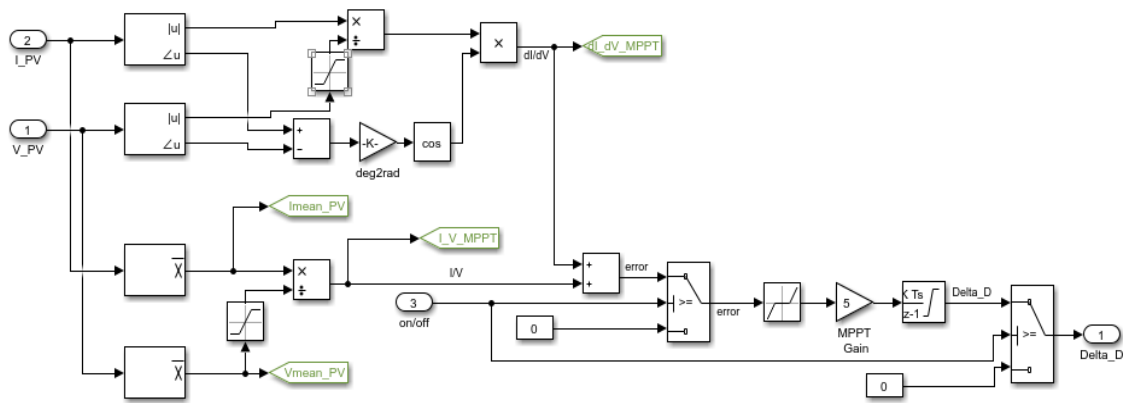 2
I_PV
|u|
∠u
×
÷
×
dI/dV
dI_dV_MPPT
1
V_PV
|u|
∠u
+
−
-K-
deg2rad
cos
Imean_PV
I_V_MPPT
×
÷
I/V
+
+
error
3
on/off
>=
0
error
5
MPPT
Gain
K Ts
z-1
Delta_D
>=
0
1
Delta_D
X
X
Vmean_PV